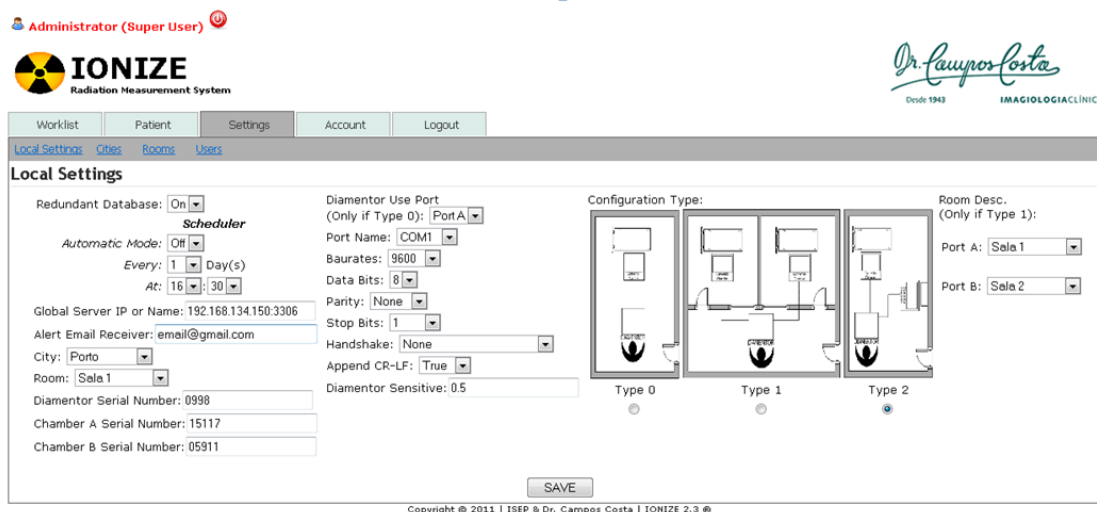 Administrator (Super User)
IONIZE
Radiation Measurement System
Dr. Campos Costa
Desde 1943 IMAGIOLOGIACLÍNIC
Worklist Patient Settings Account Logout
Local Settings Cities Rooms Users
Local Settings
Redundant Database: On
Scheduler
Automatic Mode: Off
Every: 1 Day(s)
At: 16 : 30
Global Server IP or Name: 192.168.134.150:3306
Alert Email Receiver: email@gmail.com
City: Porto
Room: Sala 1
Diamentor Serial Number: 0998
Chamber A Serial Number: 15117
Chamber B Serial Number: 05911
Diamentor Use Port
(Only if Type 0): Port A
Port Name: COM1
Baurates: 9600
Data Bits: 8
Parity: None
Stop Bits: 1
Handshake: None
Append CR-LF: True
Diamentor Sensitive: 0.5
Configuration Type:
Type 0 Type 1 Type 2
Room Desc.
(Only if Type 1):
Port A: Sala 1
Port B: Sala 2
SAVE
Copyright @ 2011 | ISEP & Dr. Campos Costa | IONIZE 2.3 ®